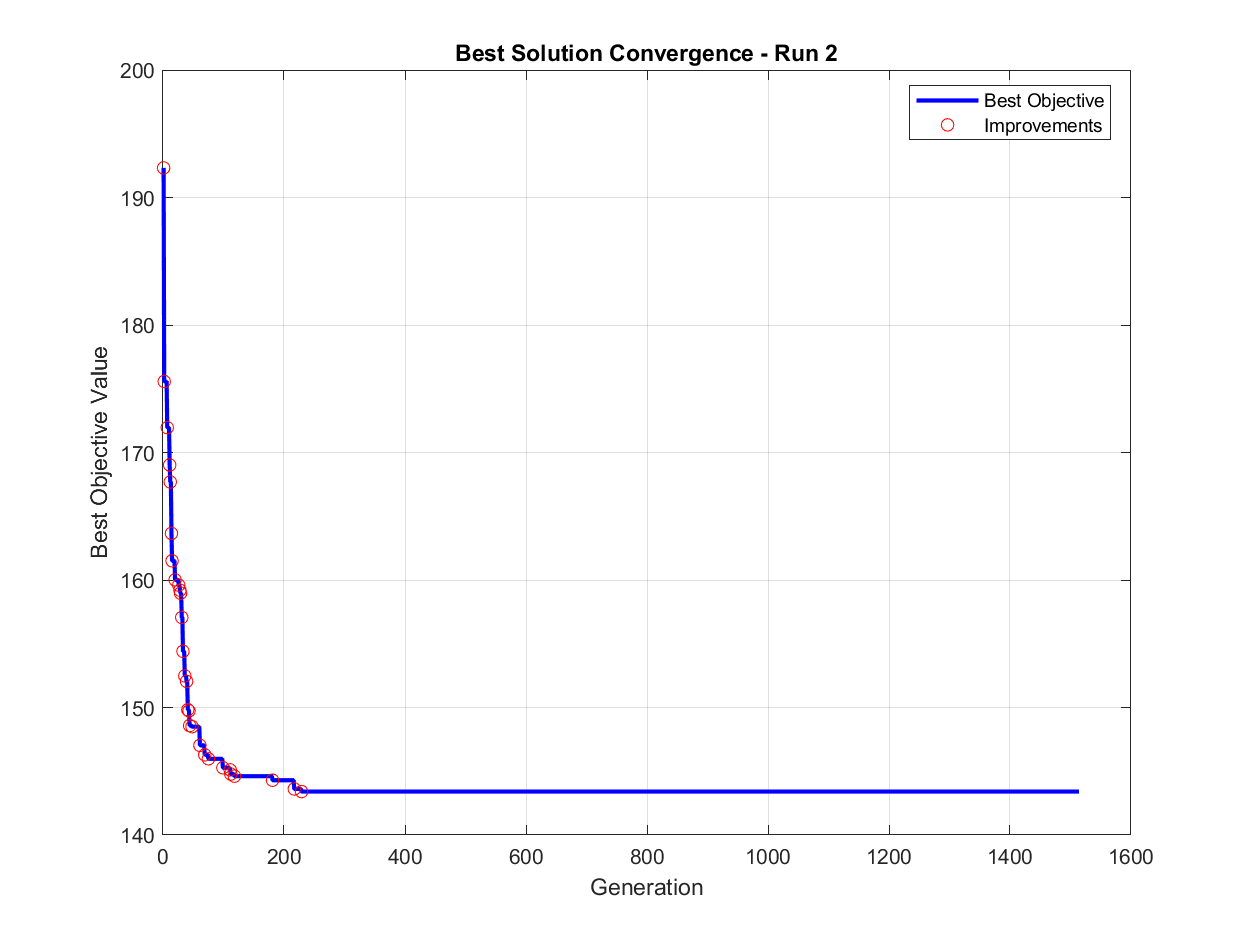 Best Solution Convergence - Run 2
200
190
180
170
160
150
140
Best Objective Value
Best Objective
Improvements
0 200 400 600 800 1000 1200 1400 1600
Generation